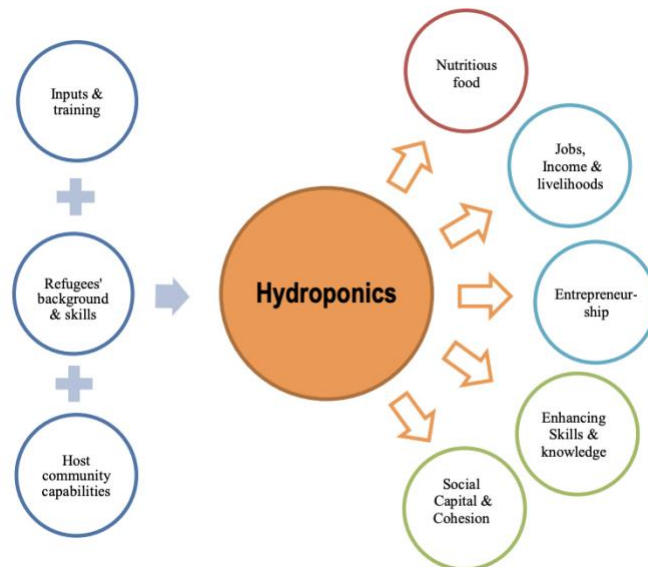 Inputs &
training
Refugees'
background
& skills
Host
community
capabilities
Hydroponics
Nutritious
food
Jobs,
Income &
livelihoods
Entrepreneur-
ship
Enhancing
Skills &
knowledge
Social
Capital &
Cohesion